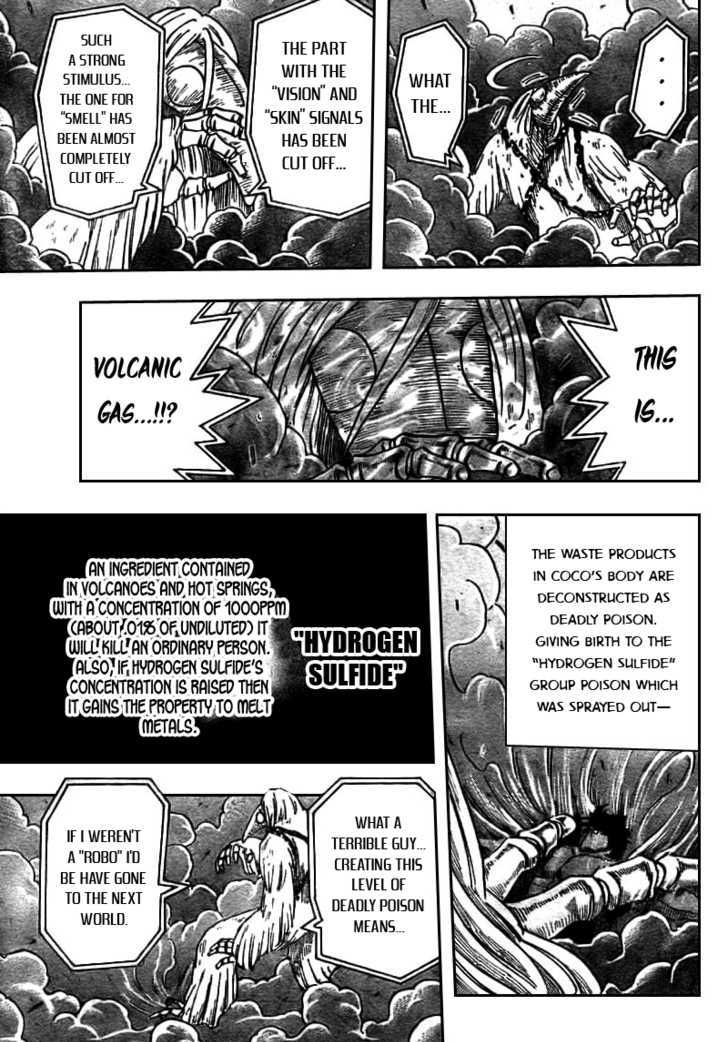 . . .
WHAT
THE...
THE PART
WITH THE
"VISION" AND
"SKIN" SIGNALS
HAS BEEN
CUT OFF...
SUCH
A STRONG
STIMULUS...
THE ONE FOR
"SMELL" HAS
BEEN ALMOST
COMPLETELY
CUT OFF...
THIS
IS...
VOLCANIC
GAS...!!?
THE WASTE PRODUCTS
IN COCO'S BODY ARE
DECONSTRUCTED AS
DEADLY POISON.
GIVING BIRTH TO THE
"HYDROGEN SULFIDE"
GROUP POISON WHICH
WAS SPRAYED OUT—
"HYDROGEN
SULFIDE"
AN INGREDIENT CONTAINED
IN VOLCANOES AND HOT SPRINGS,
WITH A CONCENTRATION OF 1000PPM
(ABOUT .01% OF UNDILUTED) IT
WILL KILL AN ORDINARY PERSON.
ALSO, IF HYDROGEN SULFIDE'S
CONCENTRATION IS RAISED THEN
IT GAINS THE PROPERTY TO MELT
METALS.
WHAT A
TERRIBLE GUY...
CREATING THIS
LEVEL OF
DEADLY POISON
MEANS...
IF I WEREN'T
A "ROBO" I'D
BE HAVE GONE
TO THE NEXT
WORLD.